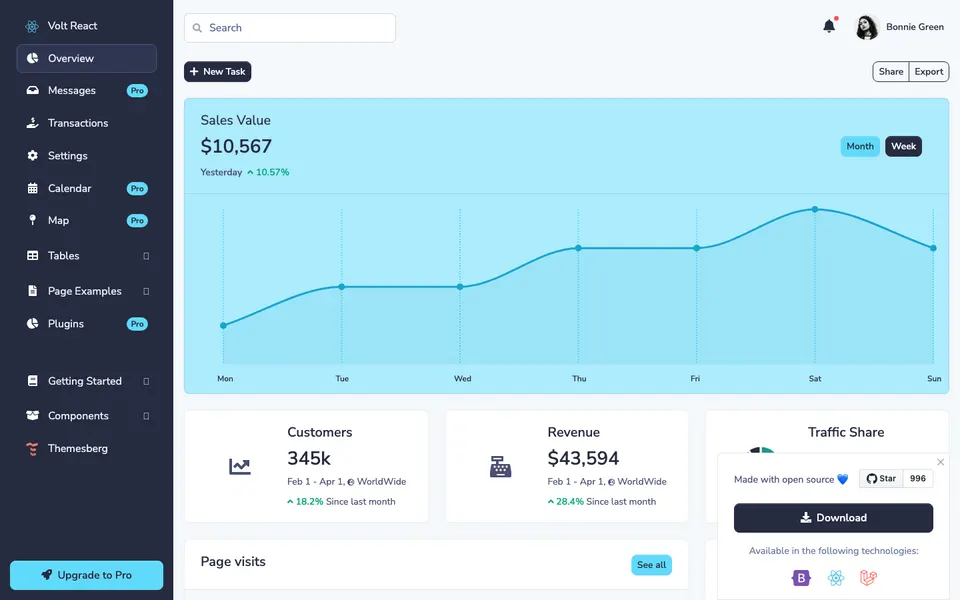 Volt React
Overview
Messages Pro
Transactions
Settings
Calendar Pro
Map Pro
Tables
Page Examples
Plugins Pro
Getting Started
Components
Themesberg
Upgrade to Pro
Search
Bonnie Green
New Task
Share Export
Sales Value
$10,567
Yesterday 10.57%
Month Week
Mon Tue Wed Thu Fri Sat Sun
Customers
345k
Feb 1 - Apr 1, WorldWide
18.2% Since last month
Revenue
$43,594
Feb 1 - Apr 1, WorldWide
28.4% Since last month
Traffic Share
Page visits
See all
Made with open source 💙 Star 996
Download
Available in the following technologies:
B